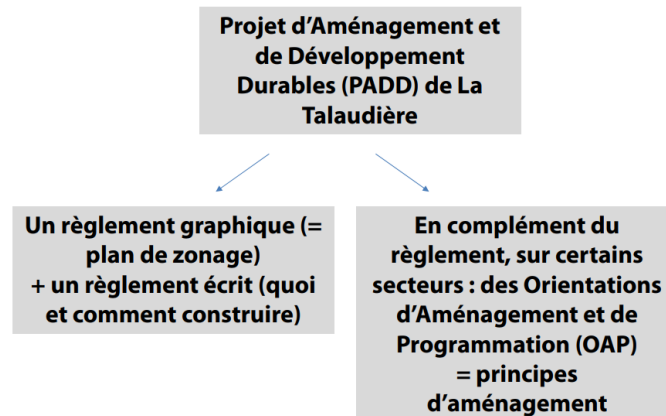 Projet d’Aménagement et
de Développement
Durables (PADD) de La
Talaudière
Un règlement graphique (=
plan de zonage)
+ un règlement écrit (quoi
et comment construire)
En complément du
règlement, sur certains
secteurs : des Orientations
d’Aménagement et de
Programmation (OAP)
= principes
d’aménagement